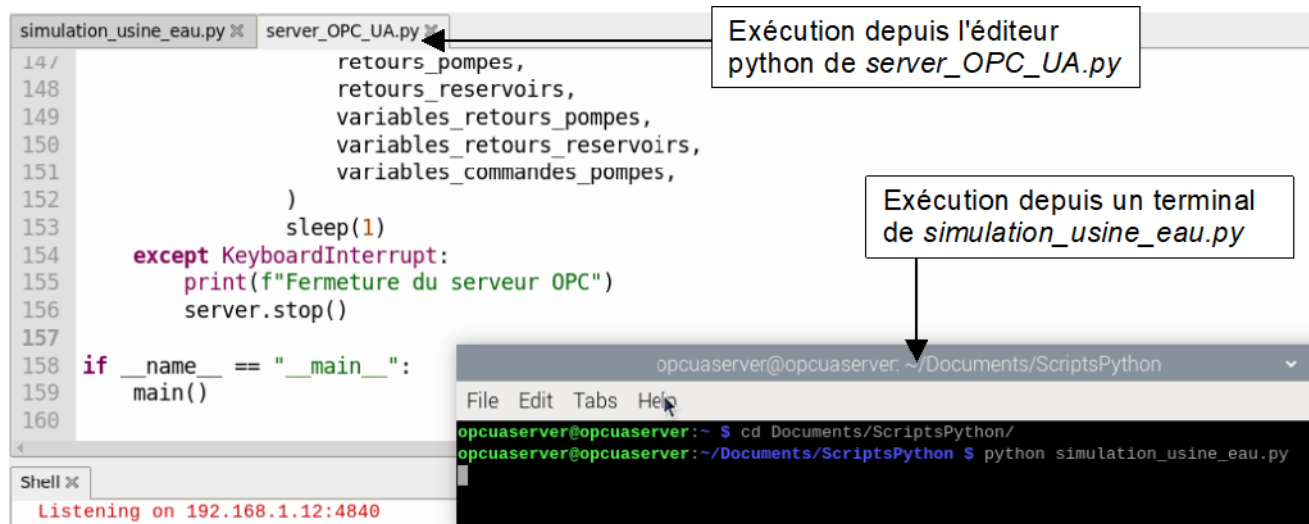 simulation_usine_eau.py server_OPC_UA.py
Exécution depuis l'éditeur
python de server_OPC_UA.py
147 retours_pompes,
148 retours_reservoirs,
149 variables_retours_pompes,
150 variables_retours_reservoirs,
151 variables_commandes_pompes,
152 )
153 sleep(1)
154 except KeyboardInterrupt:
155 print(f"Fermeture du serveur OPC")
156 server.stop()
157
158 if __name__ == "__main__":
159 main()
160
Exécution depuis un terminal
de simulation_usine_eau.py
opcuaserver@opcuaserver: ~/Documents/ScriptsPython
File Edit Tabs Help
opcuaserver@opcuaserver:~ $ cd Documents/ScriptsPython/
opcuaserver@opcuaserver:~/Documents/ScriptsPython $ python simulation_usine_eau.py
Shell
Listening on 192.168.1.12:4840